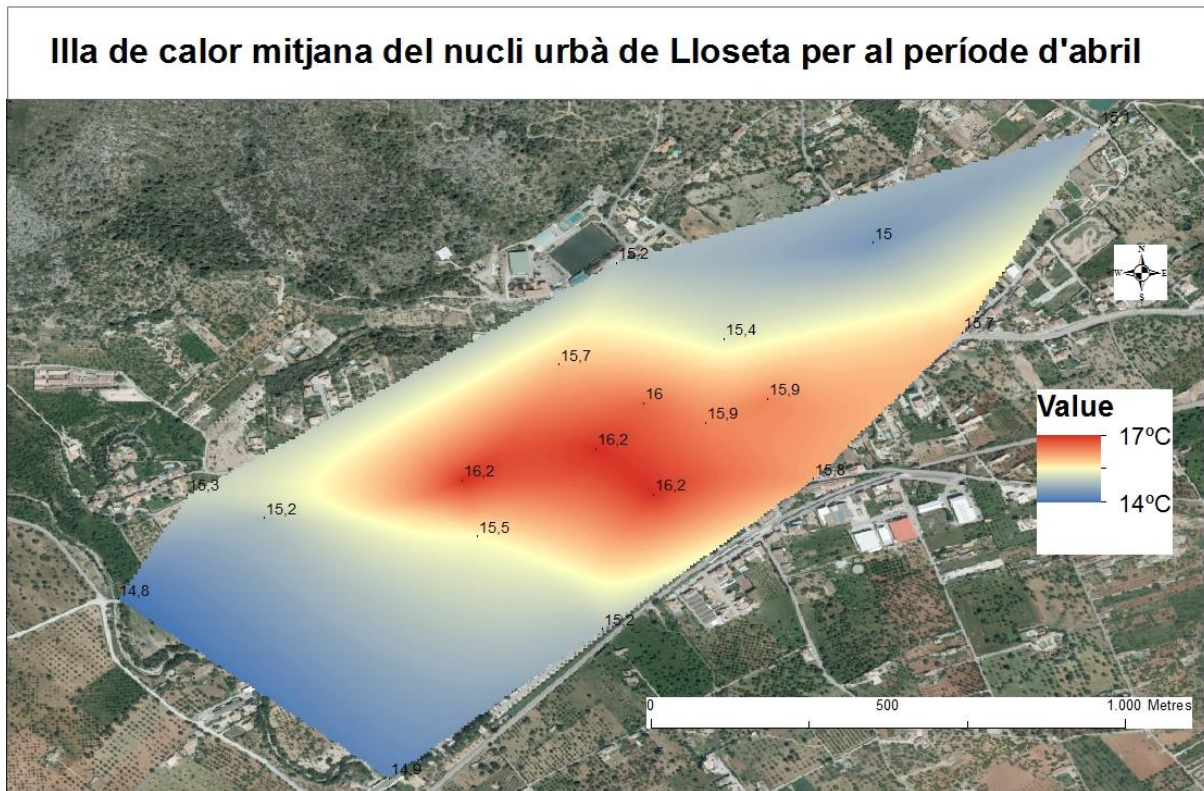 Illa de calor mitjana del nucli urbà de Lloseta per al període d'abril
15,1
15
15,2
N
W E
S
15,7
15,4
15,7
16
15,9
15,9
Value
17ºC
14ºC
16,2
16,2
15,8
16,2
15,3
15,2
15,5
14,8
15,2
0 500 1.000 Metres
14,9